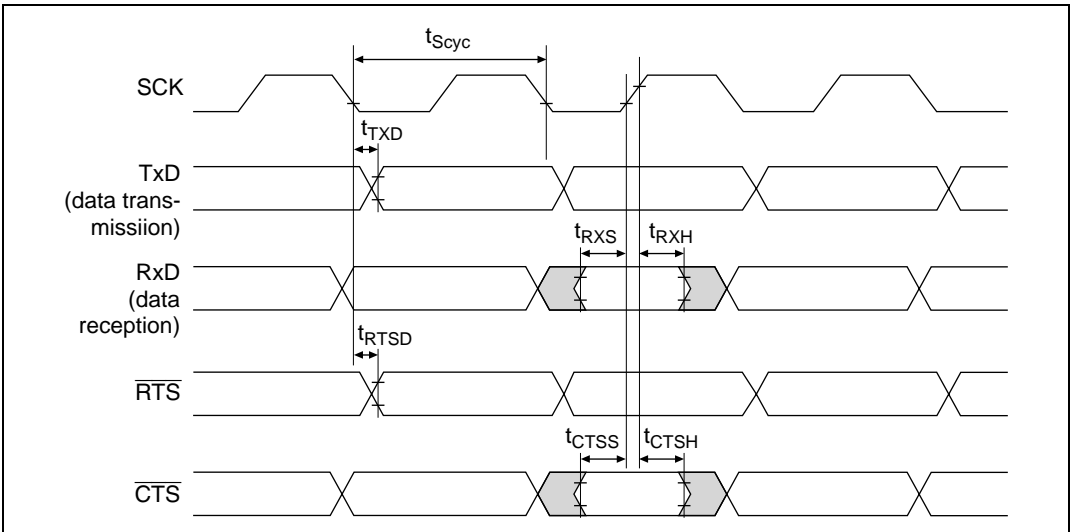 tScyc
SCK
tTXD
TxD
(data trans-
missiion)
tRXS
tRXH
RxD
(data
reception)
tRTSD
RTS
tCTSS
tCTSH
CTS